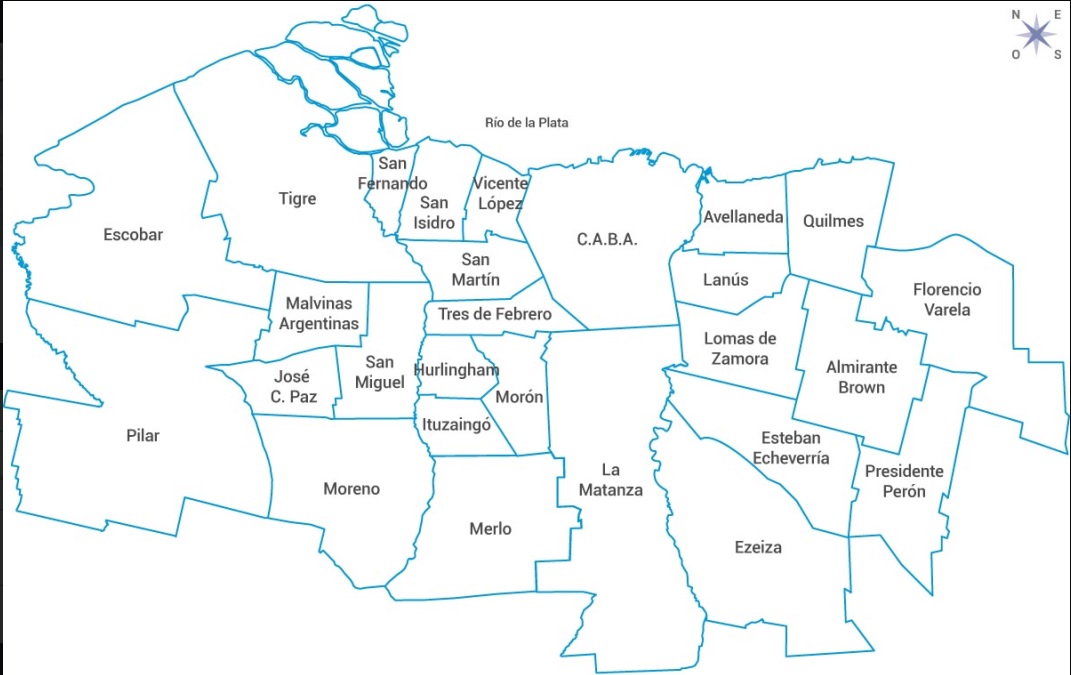 N E
O S
Río de la Plata
San
Fernando
Vicente
López
San
Isidro
Tigre
Escobar
C.A.B.A.
Avellaneda
Quilmes
San
Martín
Lanús
Florencio
Varela
Malvinas
Argentinas
Tres de Febrero
Lomas de
Zamora
Almirante
Brown
San
Miguel
Hurlingham
José
C. Paz
Morón
Ituzaingó
Pilar
Esteban
Echeverría
Presidente
Perón
La
Matanza
Moreno
Merlo
Ezeiza